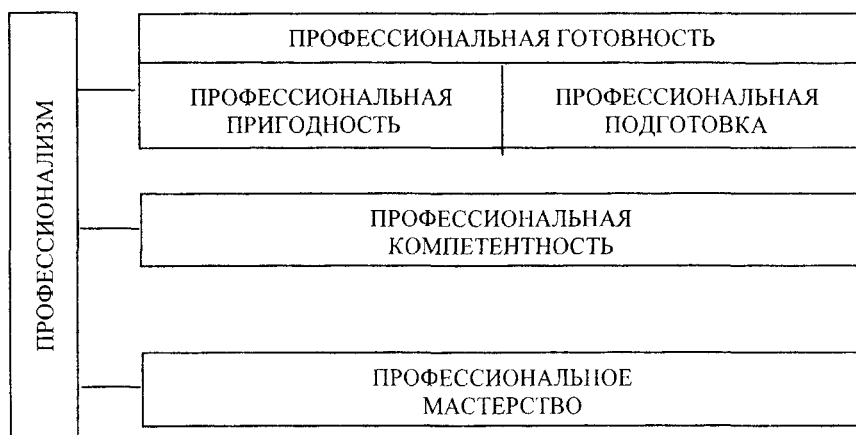 ПРОФЕССИОНАЛИЗМ
ПРОФЕССИОНАЛЬНАЯ ГОТОВНОСТЬ
ПРОФЕССИОНАЛЬНАЯ
ПРИГОДНОСТЬ
ПРОФЕССИОНАЛЬНАЯ
ПОДГОТОВКА
ПРОФЕССИОНАЛЬНАЯ
КОМПЕТЕНТНОСТЬ
ПРОФЕССИОНАЛЬНОЕ
МАСТЕРСТВО